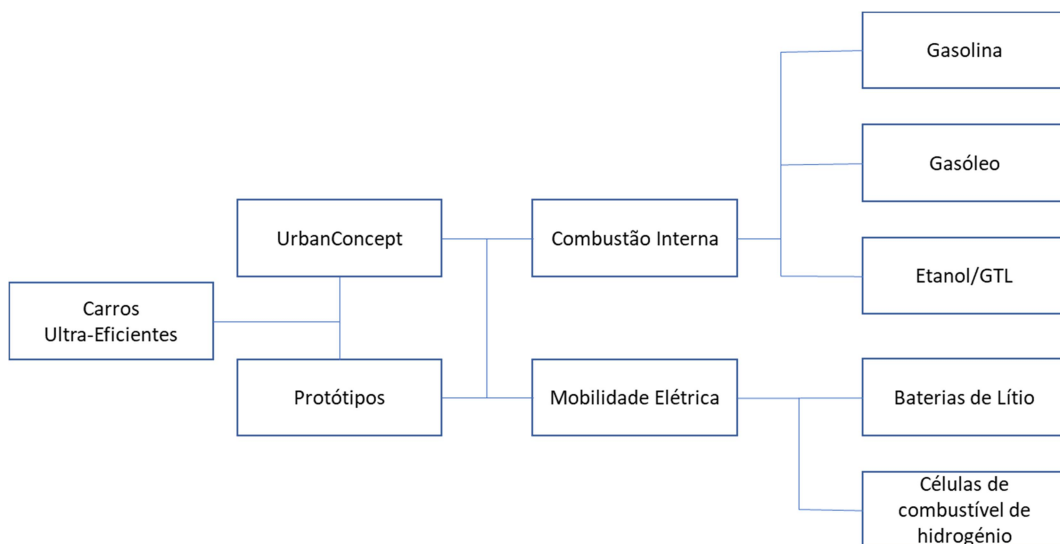 Carros
Ultra-Eficientes
UrbanConcept
Protótipos
Combustão Interna
Mobilidade Elétrica
Gasolina
Gasóleo
Etanol/GTL
Baterias de Lítio
Células de
combustível de
hidrogénio